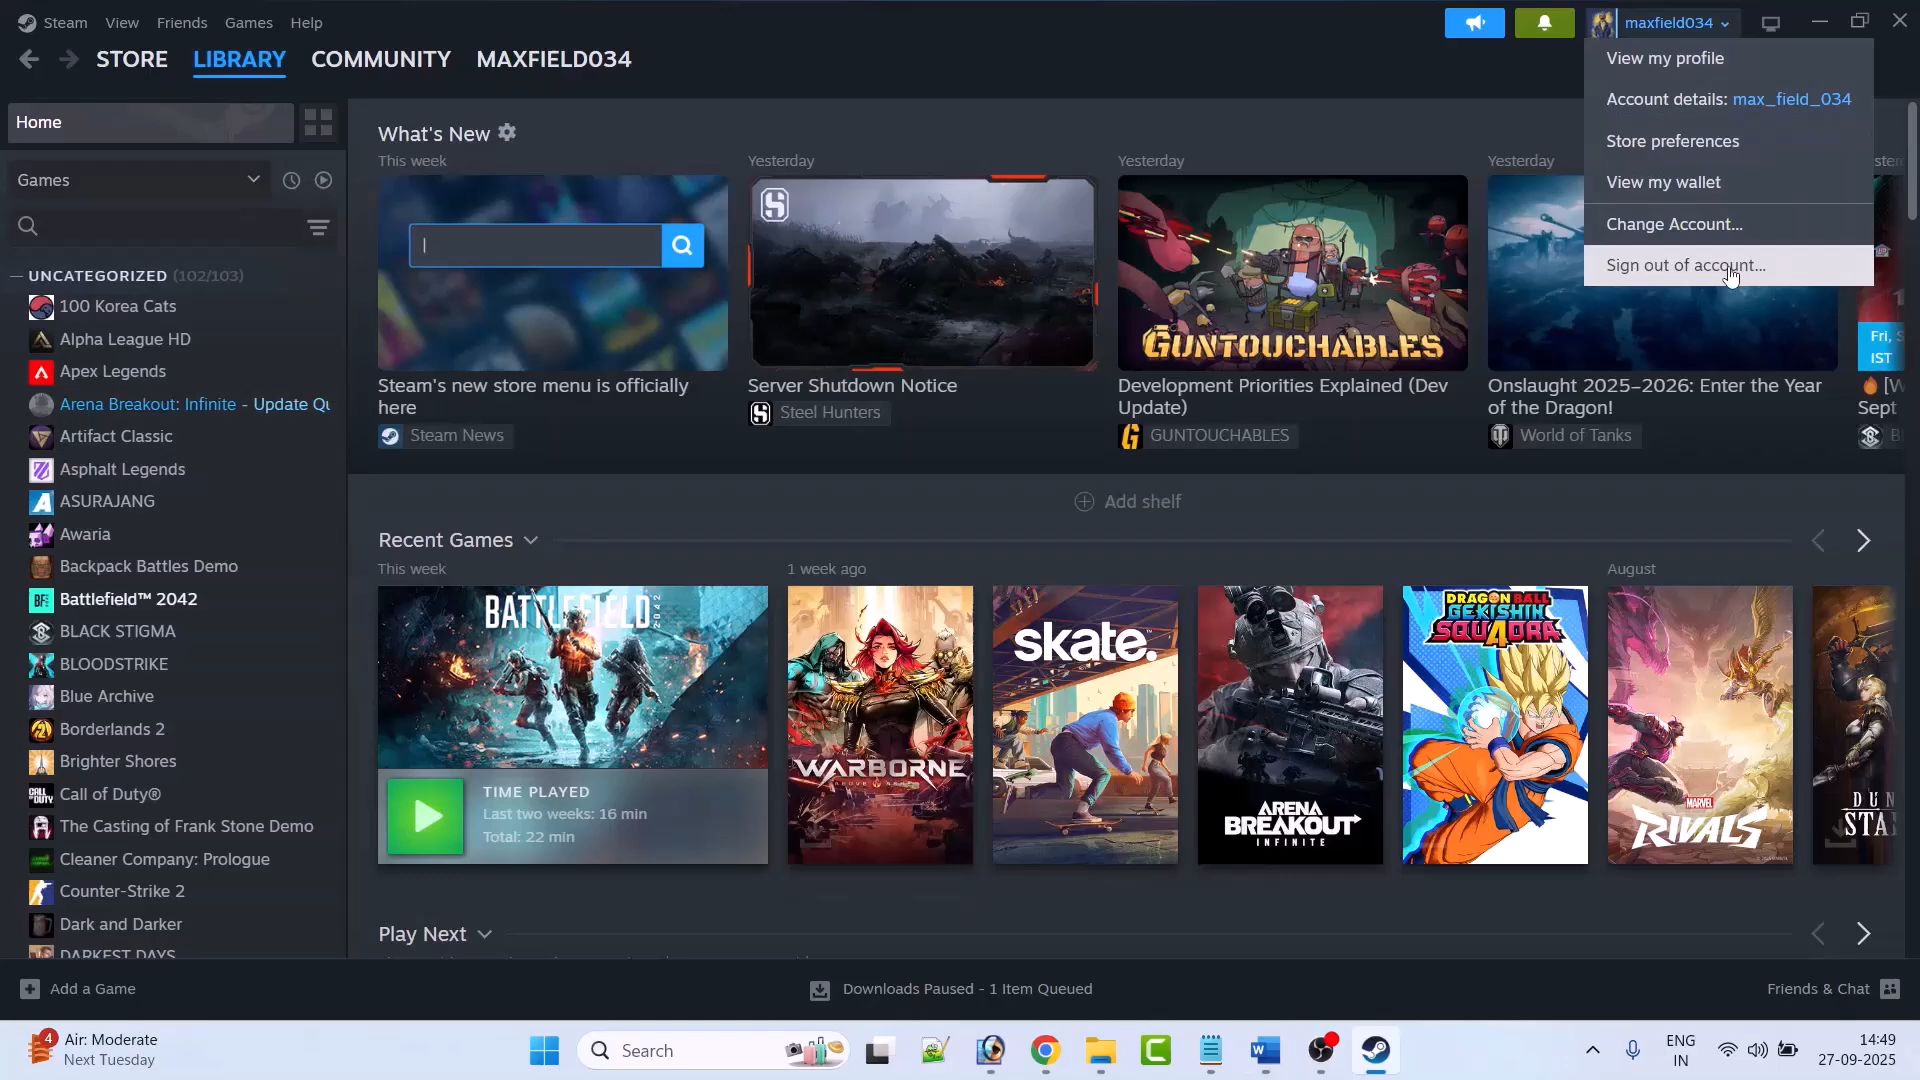 Steam View Friends Games Help
maxfield034
STORE LIBRARY COMMUNITY MAXFIELD034
View my profile
Account details: max_field_034
Store preferences
View my wallet
Change Account...
Sign out of account...
Home
Games
UNCATEGORIZED (102/103)
100 Korea Cats
Alpha League HD
Apex Legends
Arena Breakout: Infinite - Update Qu
Artifact Classic
Asphalt Legends
ASURAJANG
Awaria
Backpack Battles Demo
Battlefield™ 2042
BLACK STIGMA
BLOODSTRIKE
Blue Archive
Borderlands 2
Brighter Shores
Call of Duty®
The Casting of Frank Stone Demo
Cleaner Company: Prologue
Counter-Strike 2
Dark and Darker
DARKEST DAYS
What's New
This week
Steam's new store menu is officially
here
Steam News
Yesterday
Server Shutdown Notice
Steel Hunters
Yesterday
GUNTOUCHABLES
Development Priorities Explained (Dev
Update)
GUNTOUCHABLES
Yesterday
Onslaught 2025–2026: Enter the Year
of the Dragon!
World of Tanks
Fri, S
IST
[W
Sept
Add shelf
Recent Games
This week
BATTLEFIELD 2042
TIME PLAYED
Last two weeks: 16 min
Total: 22 min
1 week ago
WARBORNE
skate.
ARENA
BREAKOUT
INFINITE
DRAGON BALL
GEKISHIN
SQUADRA
August
MARVEL
RIVALS
DUN
STA
Play Next
Add a Game
Downloads Paused - 1 Item Queued
Friends & Chat
4
Air: Moderate
Next Tuesday
Search
ENG
IN
14:49
27-09-2025